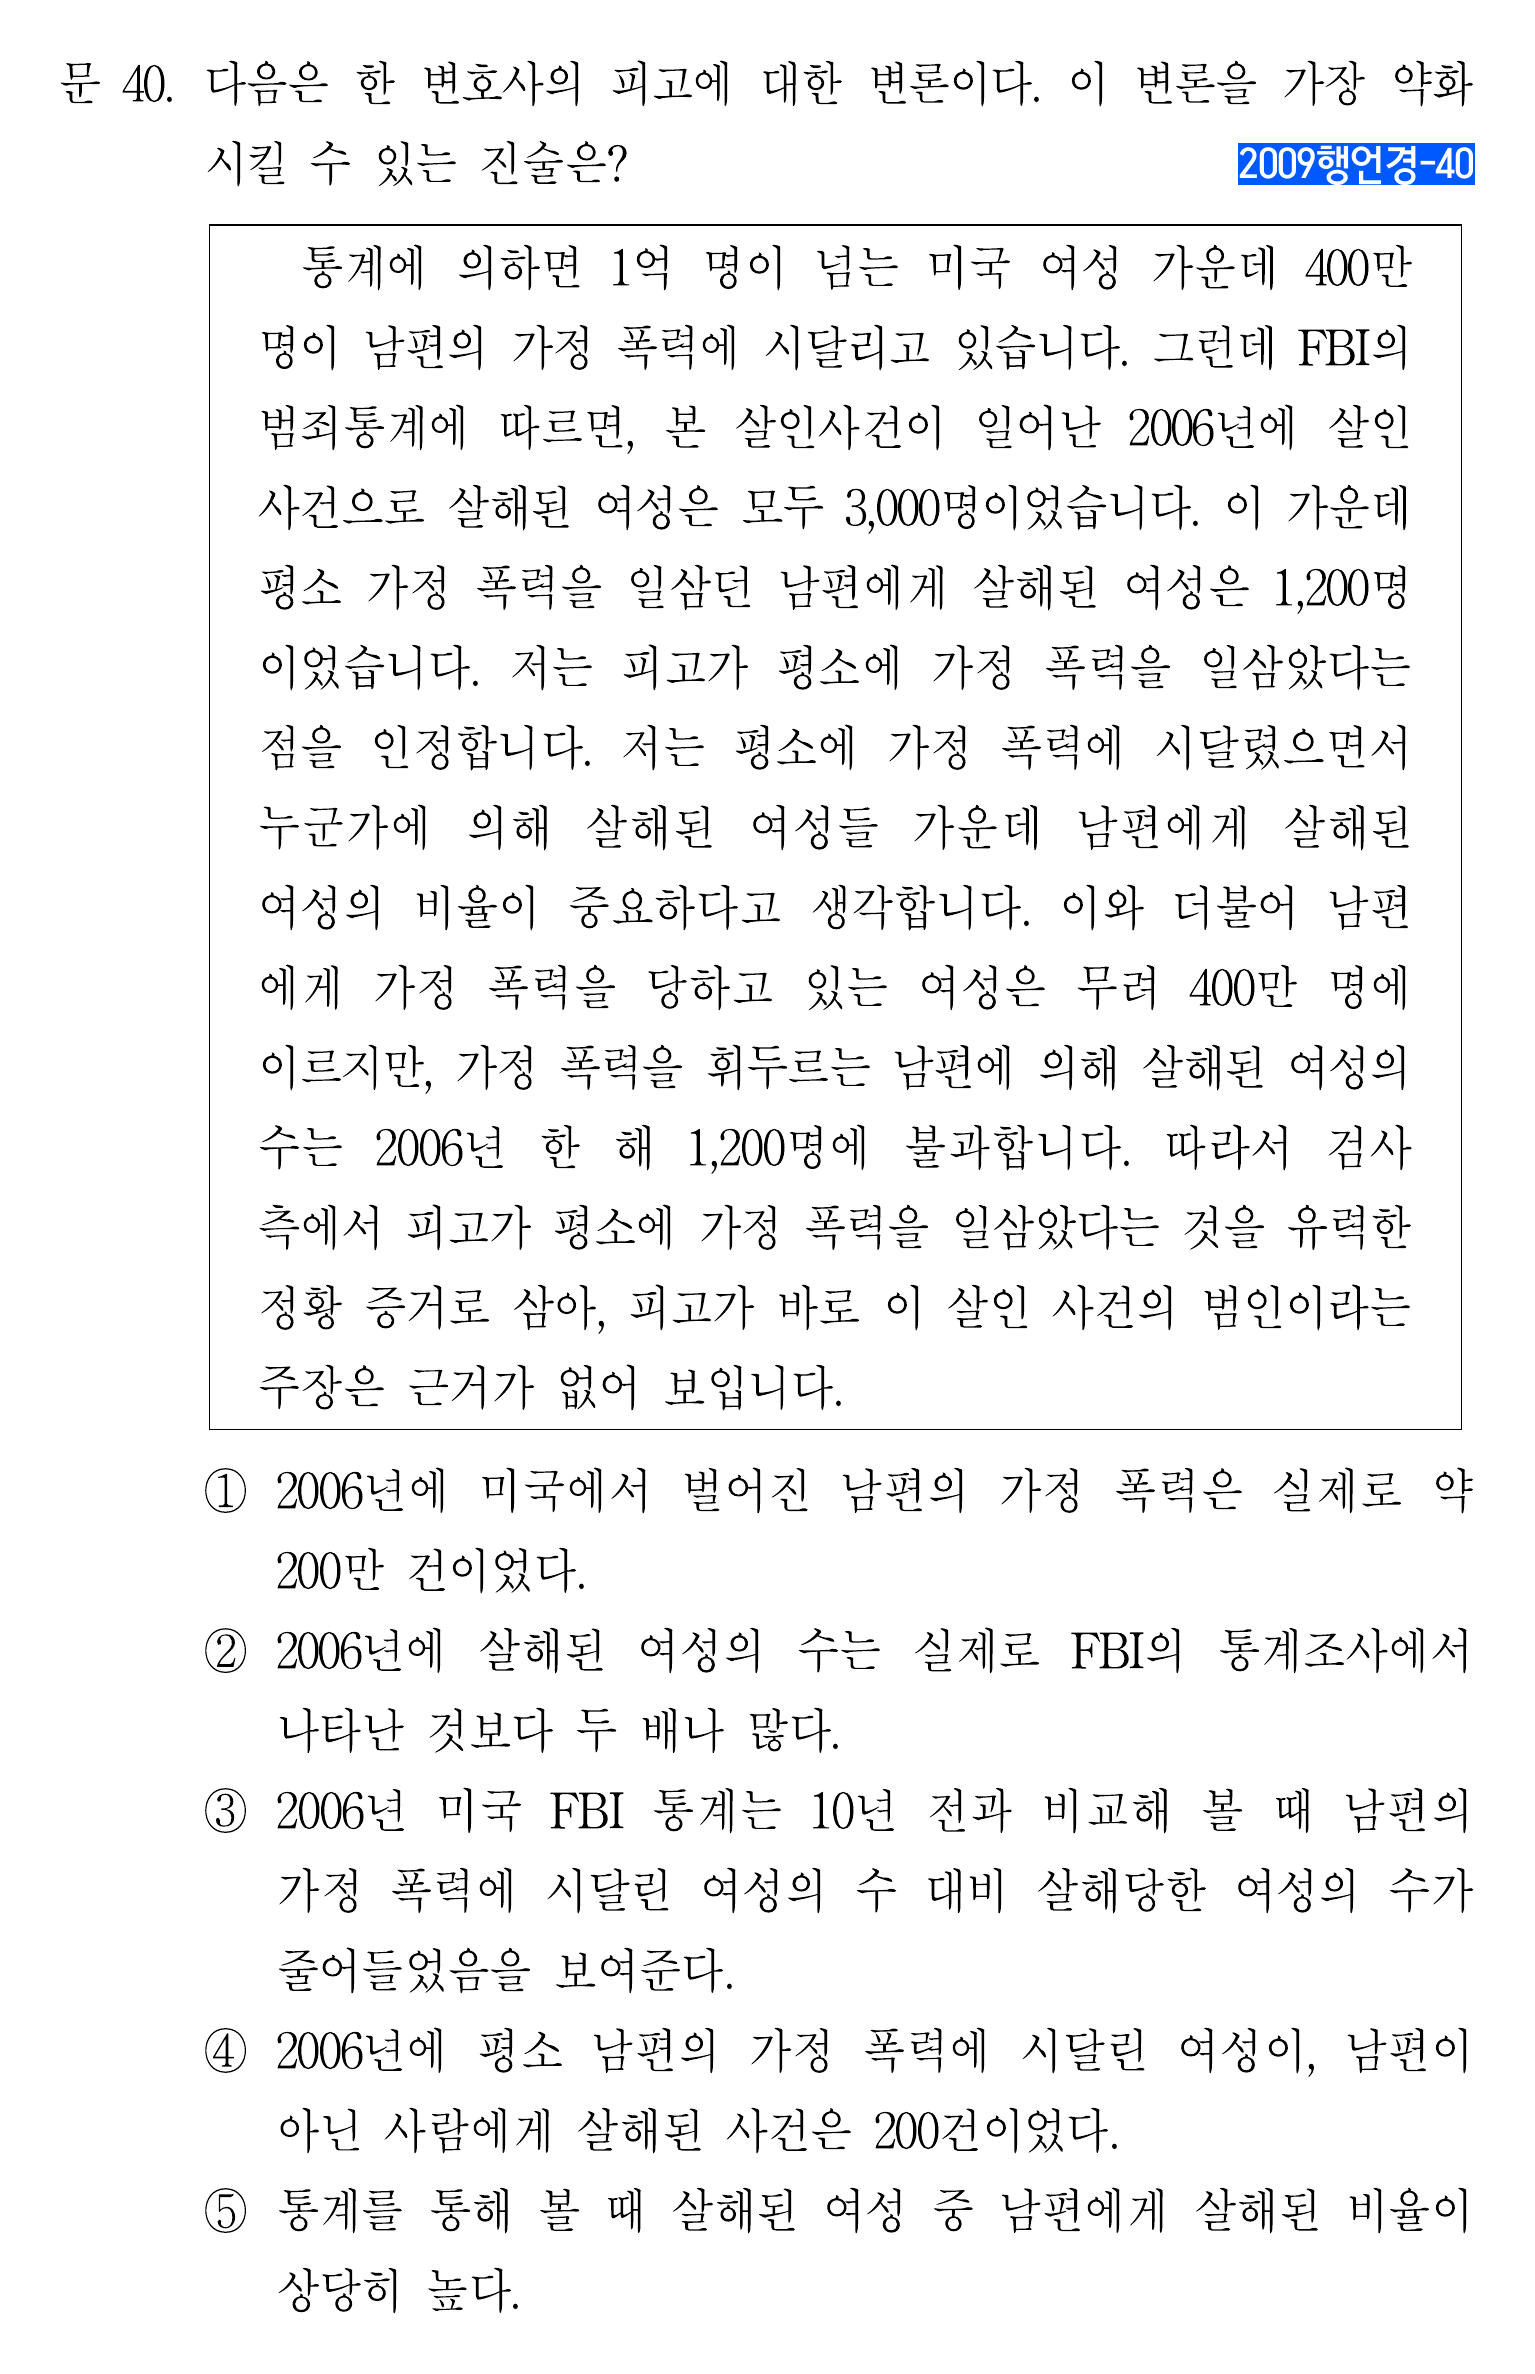 문 40. 다음은 한 변호사의 피고에 대한 변론이다. 이 변론을 가장 약화
시킬 수 있는 진술은?
2009행언경-40
통계에 의하면 1억 명이 넘는 미국 여성 가운데 400만
명이 남편의 가정 폭력에 시달리고 있습니다. 그런데 FBI의
범죄통계에 따르면, 본 살인사건이 일어난 2006년에 살인
사건으로 살해된 여성은 모두 3,000명이었습니다. 이 가운데
평소 가정 폭력을 일삼던 남편에게 살해된 여성은 1,200명
이었습니다. 저는 피고가 평소에 가정 폭력을 일삼았다는
점을 인정합니다. 저는 평소에 가정 폭력에 시달렸으면서
누군가에 의해 살해된 여성들 가운데 남편에게 살해된
여성의 비율이 중요하다고 생각합니다. 이와 더불어 남편
에게 가정 폭력을 당하고 있는 여성은 무려 400만 명에
이르지만, 가정 폭력을 휘두르는 남편에 의해 살해된 여성의
수는 2006년 한 해 1,200명에 불과합니다. 따라서 검사
측에서 피고가 평소에 가정 폭력을 일삼았다는 것을 유력한
정황 증거로 삼아, 피고가 바로 이 살인 사건의 범인이라는
주장은 근거가 없어 보입니다.
① 2006년에 미국에서 벌어진 남편의 가정 폭력은 실제로 약
200만 건이었다.
② 2006년에 살해된 여성의 수는 실제로 FBI의 통계조사에서
나타난 것보다 두 배나 많다.
③ 2006년 미국 FBI 통계는 10년 전과 비교해 볼 때 남편의
가정 폭력에 시달린 여성의 수 대비 살해당한 여성의 수가
줄어들었음을 보여준다.
④ 2006년에 평소 남편의 가정 폭력에 시달린 여성이, 남편이
아닌 사람에게 살해된 사건은 200건이었다.
⑤ 통계를 통해 볼 때 살해된 여성 중 남편에게 살해된 비율이
상당히 높다.